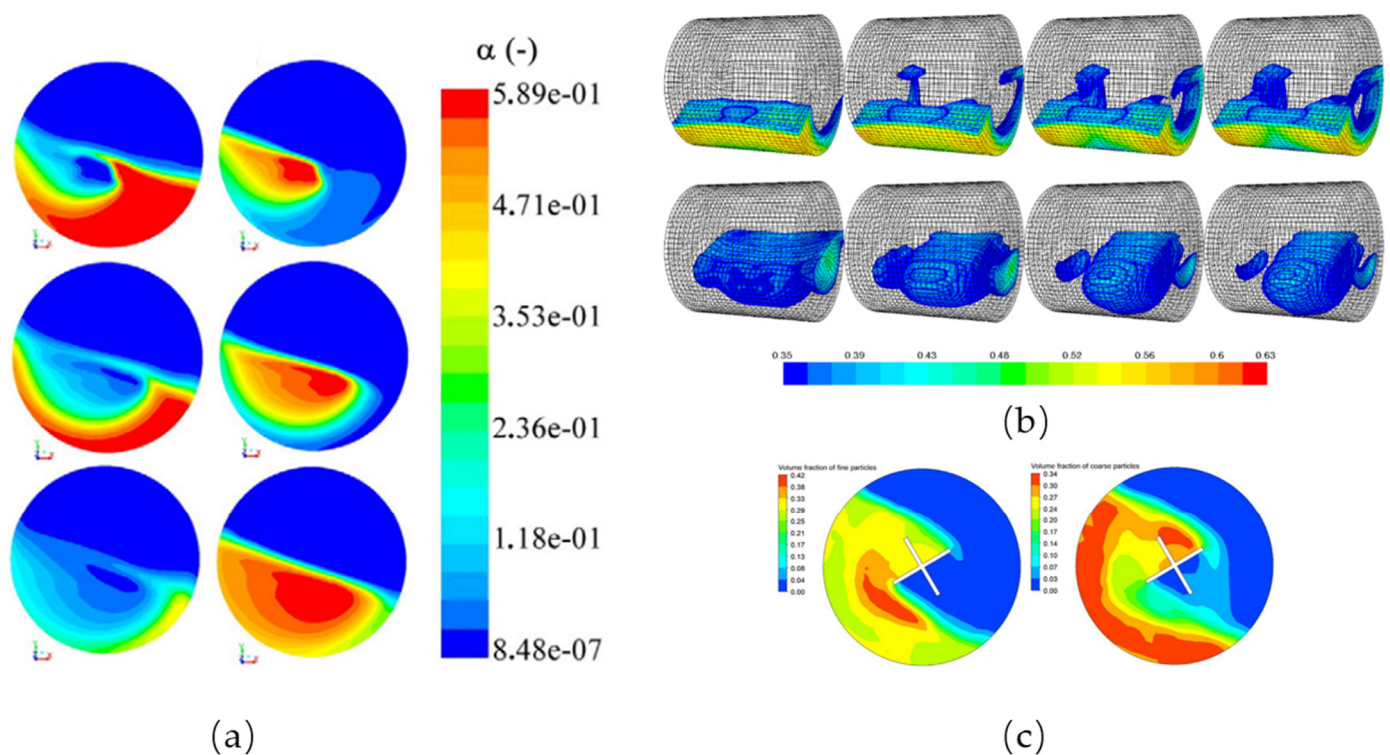 α (-)
5.89e-01
4.71e-01
3.53e-01
2.36e-01
1.18e-01
8.48e-07
(a)
0.35 0.39 0.43 0.48 0.52 0.56 0.6 0.63
(b)
Volume fraction of fine particles
0.42
0.38
0.33
0.29
0.25
0.21
0.17
0.13
0.08
0.04
0.00
Volume fraction of coarse particles
0.34
0.30
0.27
0.24
0.20
0.17
0.14
0.10
0.07
0.03
0.00
(c)